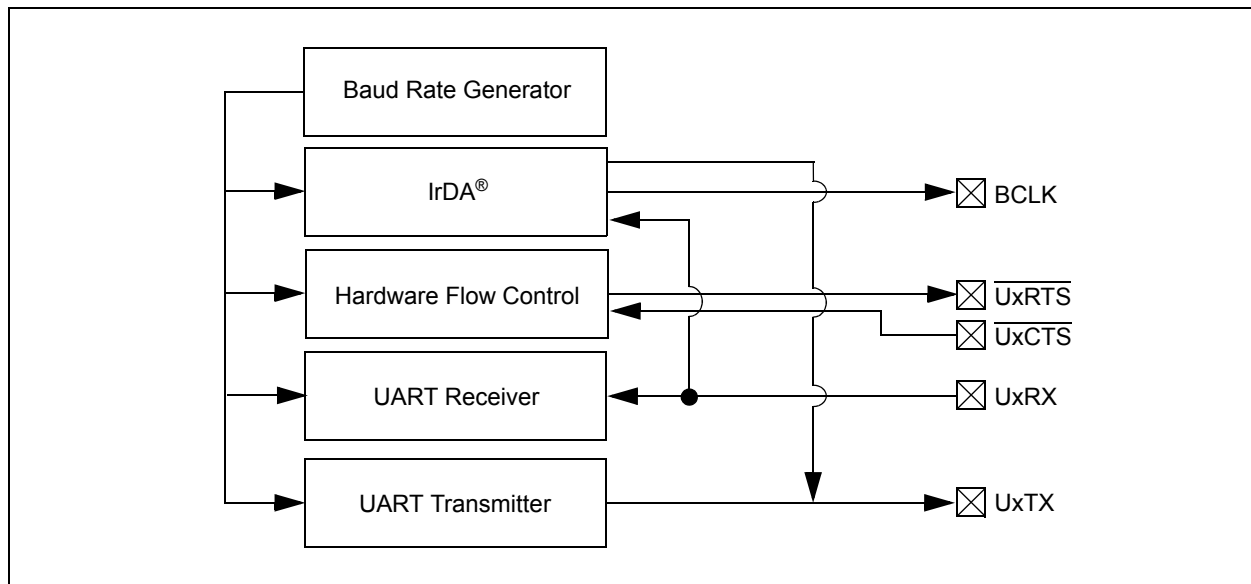 Baud Rate Generator
IrDA®
BCLK
Hardware Flow Control
UxRTS
UxCTS
UART Receiver
UxRX
UART Transmitter
UxTX